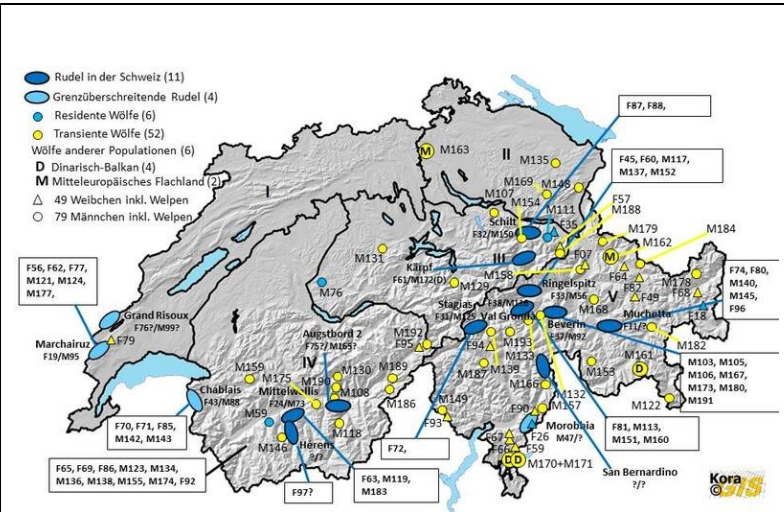 Rudel in der Schweiz (11)
Grenzüberschreitende Rudel (4)
Residente Wölfe (6)
Transiente Wölfe (52)
Wölfe anderer Populationen (6)
D Dinarisch-Balkan (4)
M Mitteleuropäisches Flachland (2)
49 Weibchen inkl. Welpen
79 Männchen inkl. Welpen
F87, F88,
M M163
II
M135
F45, F60, M117,
M137, M152
M169 M148
M107
M154
M111
F35
F57
M188
I
Schilt
F32/M150
M179
M184
M162
M
M131
Kärpf
F61/M172(D)
III
F07
M158
F64
F82
F49
M178
F68
F18
F74, F80,
M140,
M145,
F96
F56, F62, F77,
M121, M124,
M177,
M76
M129
Ringelspitz
F33/M56
V
M168
Muchetta
F11/?
M182
Grand Risoux
F76?/M99?
Marchairuz
F19/M95
F79
Stagias
F31/M125
Val Gronda
Beverin
F37/M92
Augstbord 2
F75?/M165?
M192
F95
F94
M193
M133
M139
M187
M161
D
M153
M103, M105,
M106, M167,
M173, M180,
M191
IV
M159
M175
M130
M190
M108
M189
M186
Chablais
F43/M88
Mittelwallis
F24/M73
M59
M118
M146
Hérens
?/?
M149
F93
M166
M132
M157
F90
M122
Morobbia
M47/?
F26
F67
F66
F59
D D M170+M171
F81, M113,
M151, M160
San Bernardino
?/?
F70, F71, F85,
M142, M143
F72,
F65, F69, F86, M123, M134,
M136, M138, M155, M174, F92
F97?
F63, M119,
M183
Kora
©GIS